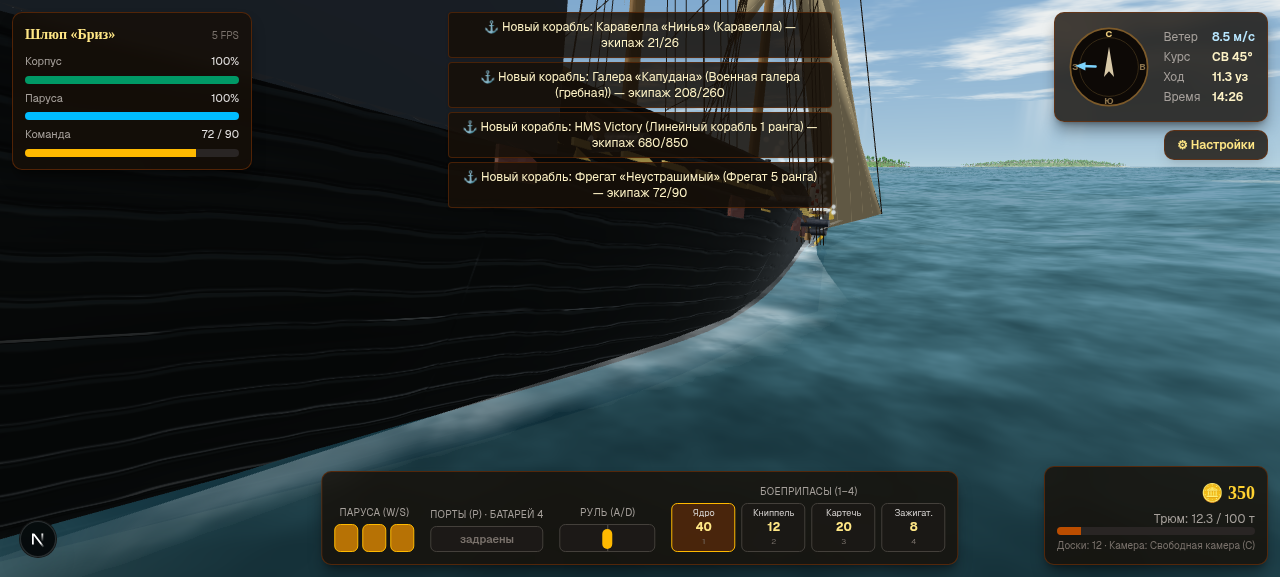 Шлюп «Бриз»
5 FPS
Корпус
100%
Паруса
100%
Команда
72 / 90
⚓ Новый корабль: Каравелла «Нинья» (Каравелла) —
экипаж 21/26
⚓ Новый корабль: Галера «Капудана» (Военная галера
(гребная)) — экипаж 208/260
⚓ Новый корабль: HMS Victory (Линейный корабль 1 ранга) —
экипаж 680/850
⚓ Новый корабль: Фрегат «Неустрашимый» (Фрегат 5 ранга)
— экипаж 72/90
С
З
В
Ю
Ветер 8.5 м/с
Курс СВ 45°
Ход 11.3 уз
Время 14:26
⚙ Настройки
N
ПАРУСА (W/S)
ПОРТЫ (P) · БАТАРЕЙ 4
задраены
РУЛЬ (A/D)
БОЕПРИПАСЫ (1–4)
Ядро
40
1
Книппель
12
2
Картечь
20
3
Зажигат.
8
4
🪙 350
Трюм: 12.3 / 100 т
Доски: 12 · Камера: Свободная камера (C)